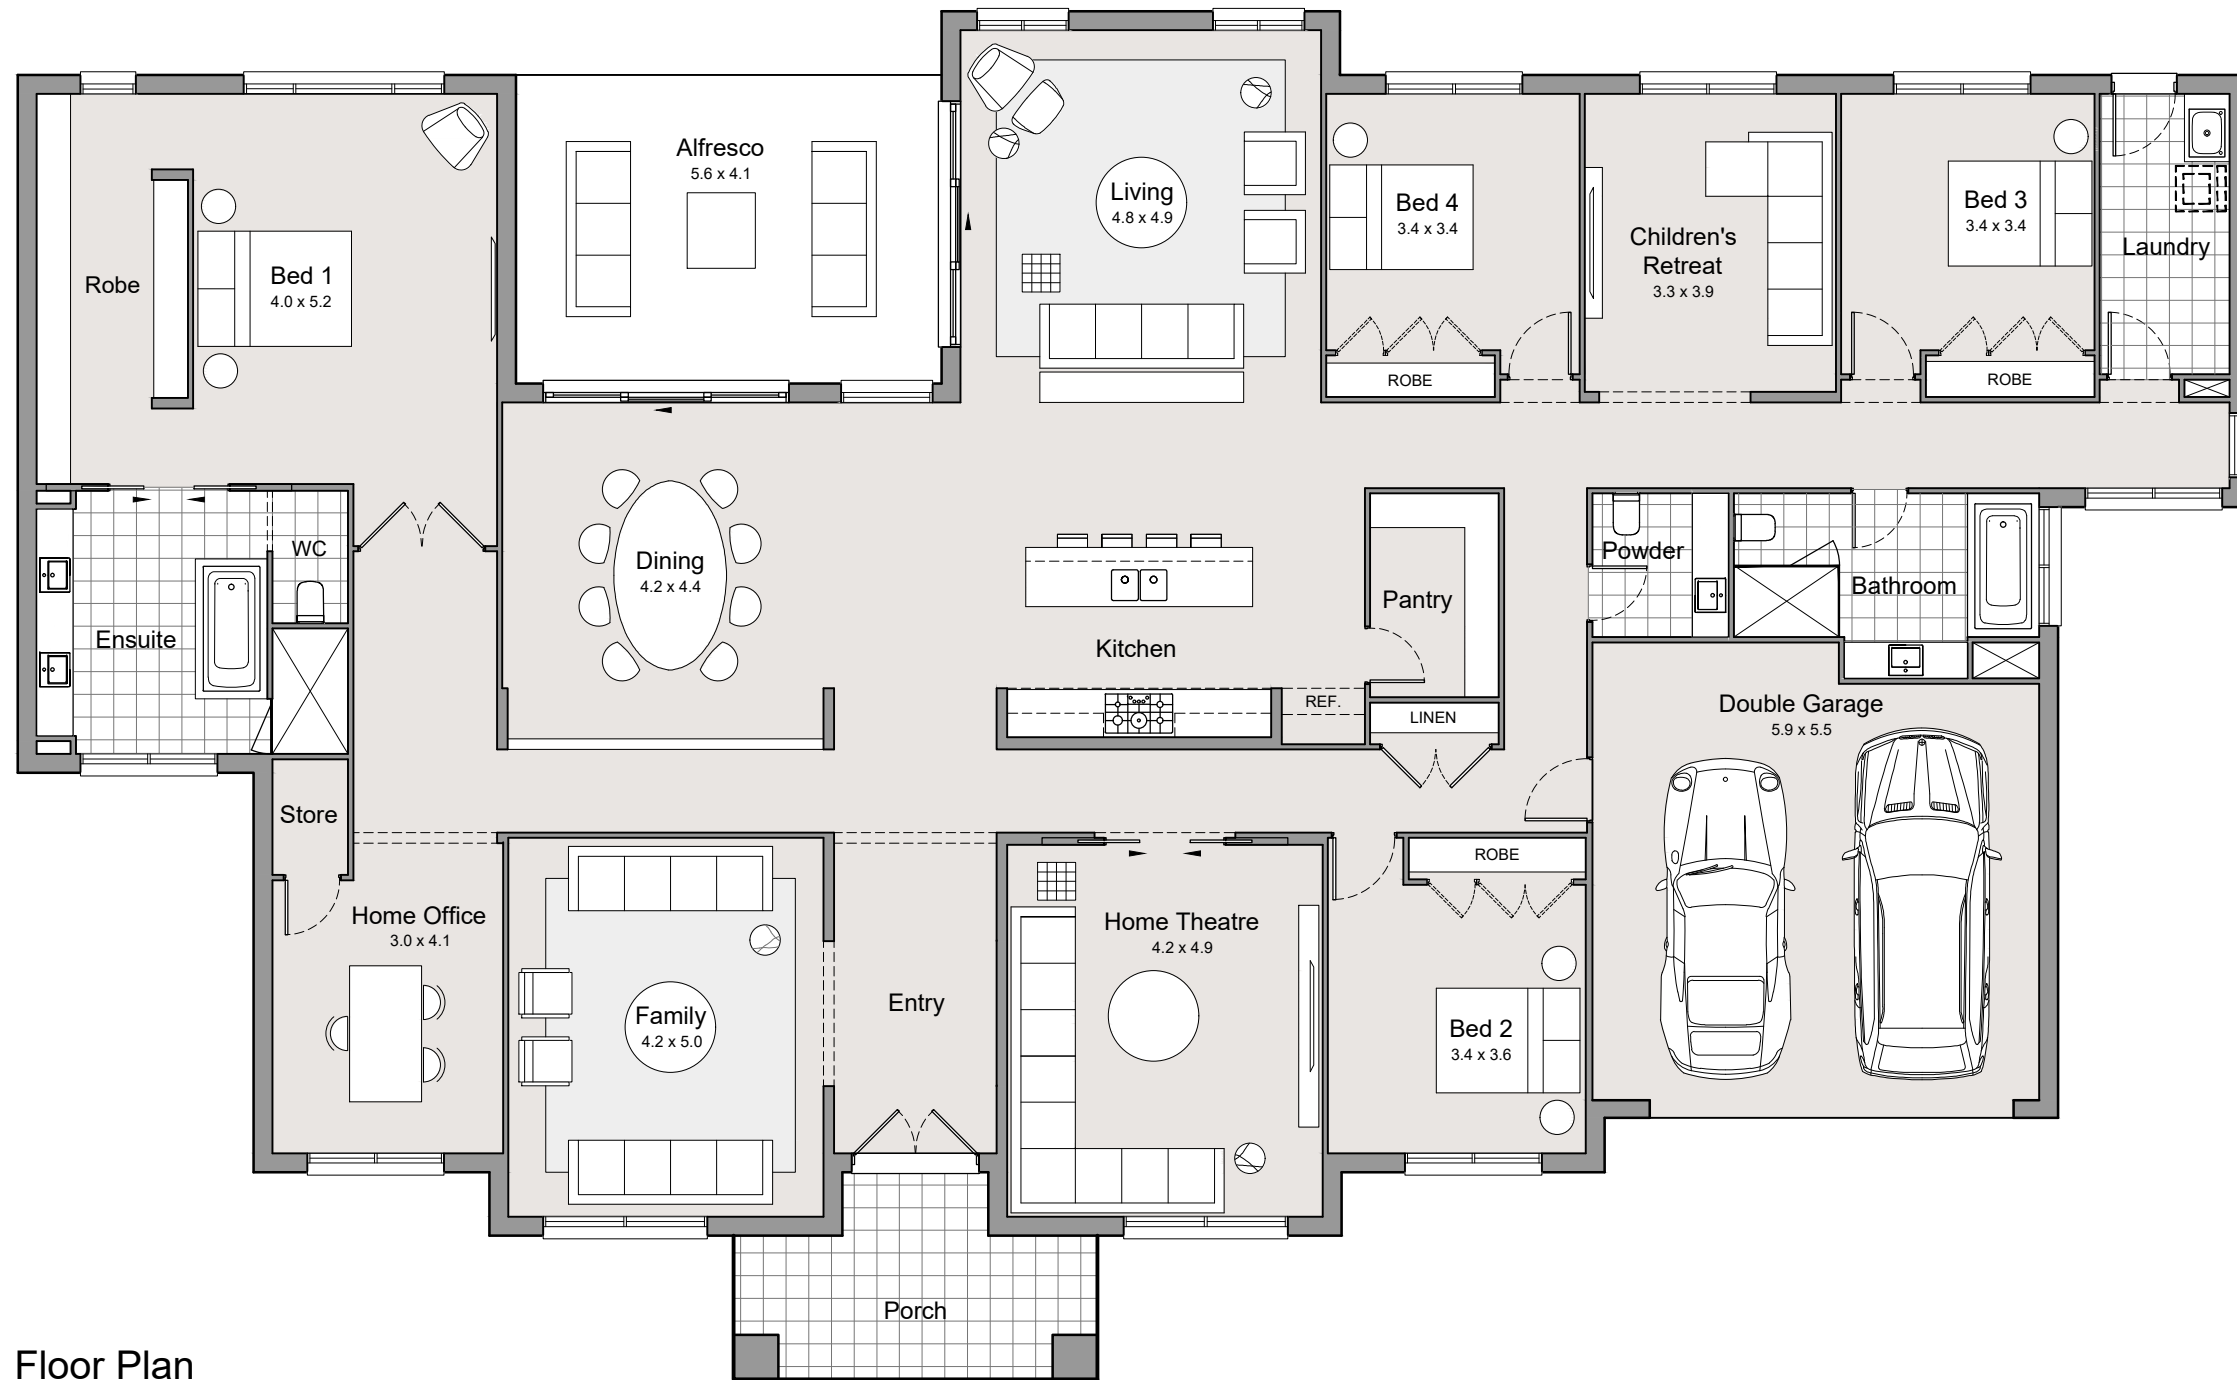 Alfresco
5.6 x 4.1
Living
4.8 x 4.9
Bed 4
3.4 x 3.4
Children's
Retreat
3.3 x 3.9
Bed 3
3.4 x 3.4
Laundry
Robe
Bed 1
4.0 x 5.2
ROBE
ROBE
WC
Dining
4.2 x 4.4
Powder
Bathroom
Pantry
Ensuite
Kitchen
REF.
LINEN
Double Garage
5.9 x 5.5
Store
ROBE
Home Office
3.0 x 4.1
Home Theatre
4.2 x 4.9
Family
4.2 x 5.0
Entry
Bed 2
3.4 x 3.6
Porch
Floor Plan